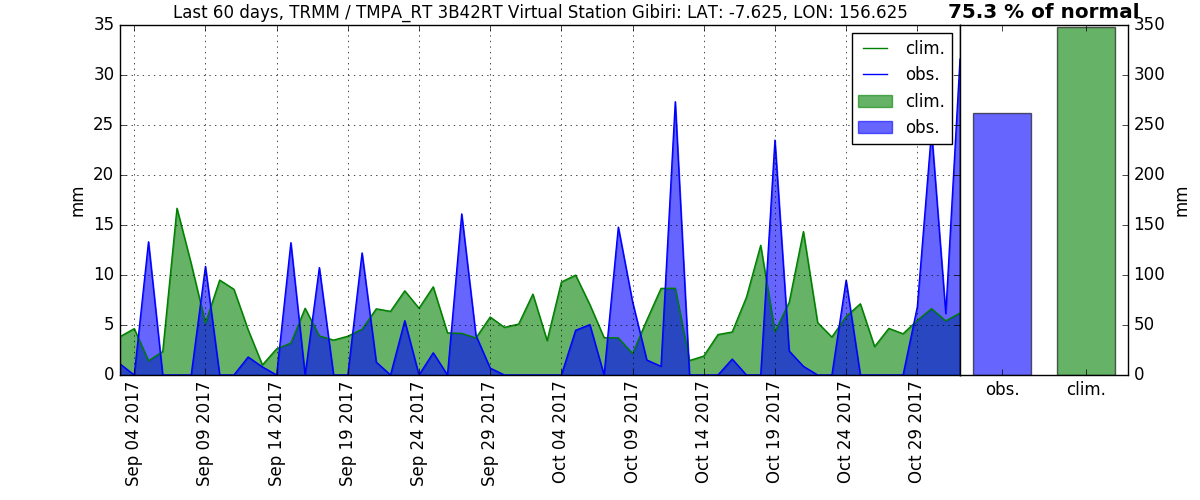 Last 60 days, TRMM / TMPA_RT 3B42RT Virtual Station Gibiri: LAT: -7.625, LON: 156.625
75.3 % of normal
35
30
25
20
15
10
5
0
mm
clim.
obs.
clim.
obs.
350
300
250
200
150
100
50
0
mm
Sep 04 2017
Sep 09 2017
Sep 14 2017
Sep 19 2017
Sep 24 2017
Sep 29 2017
Oct 04 2017
Oct 09 2017
Oct 14 2017
Oct 19 2017
Oct 24 2017
Oct 29 2017
obs.
clim.